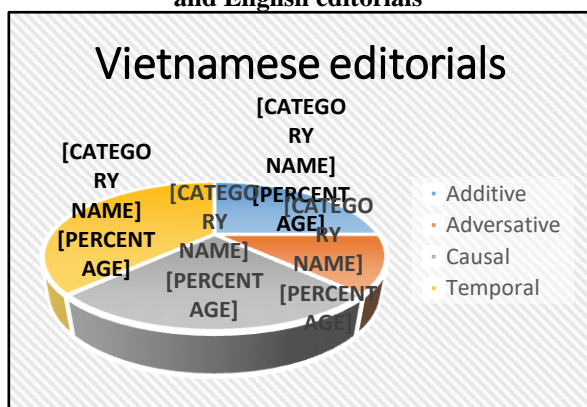 and English editorials
Vietnamese editorials
[CATEGO
RY
NAME]
[PERCENT
AGE]
[CATEGO
RY
NAME]
[PERCENT
AGE]
[CATEGO
RY
NAME]
[PERCENT
AGE]
[CATEGO
RY
NAME]
[PERCENT
AGE]
Additive
Adversative
Causal
Temporal